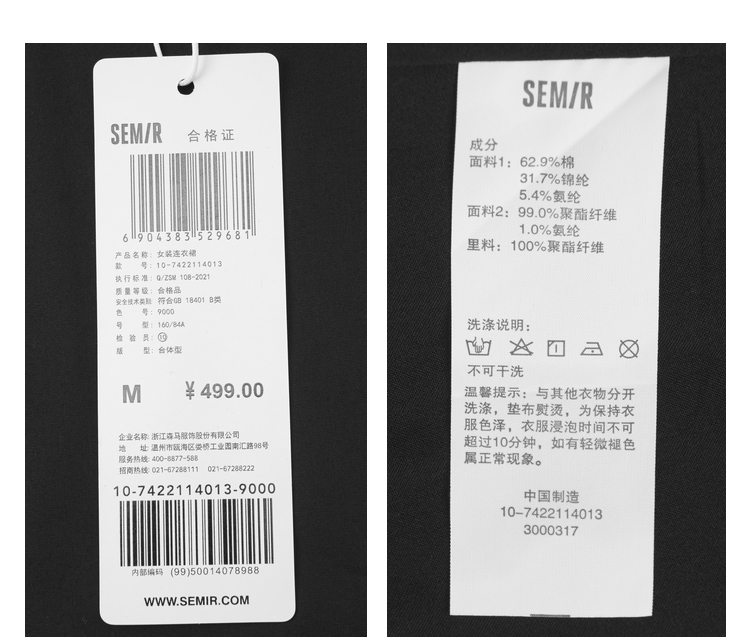 SEMIR 合格证
6 904383 529681
产品名称: 女装连衣裙
款 号: 10-7422114013
执行标准: Q/ZSM 108-2021
质量等级: 合格品
安全技术类别: 符合GB 18401 B类
色 号: 9000
号 型: 160/84A
检 验 员: 10
版 型: 合体型
M ¥499.00
企业名称: 浙江森马服饰股份有限公司
地 址: 温州市瓯海区娄桥工业园南汇路98号
服务热线: 400-8877-588
招商热线: 021-67288111 021-67288222
10-7422114013-9000
内部编码 (99)50014078988
WWW.SEMIR.COM
SEMIR
成分
面料1: 62.9%棉
31.7%锦纶
5.4%氨纶
面料2: 99.0%聚酯纤维
1.0%氨纶
里料: 100%聚酯纤维
洗涤说明:
不可干洗
温馨提示: 与其他衣物分开
洗涤，垫布熨烫，为保持衣
服色泽，衣服浸泡时间不可
超过10分钟，如有轻微褪色
属正常现象。
中国制造
10-7422114013
3000317